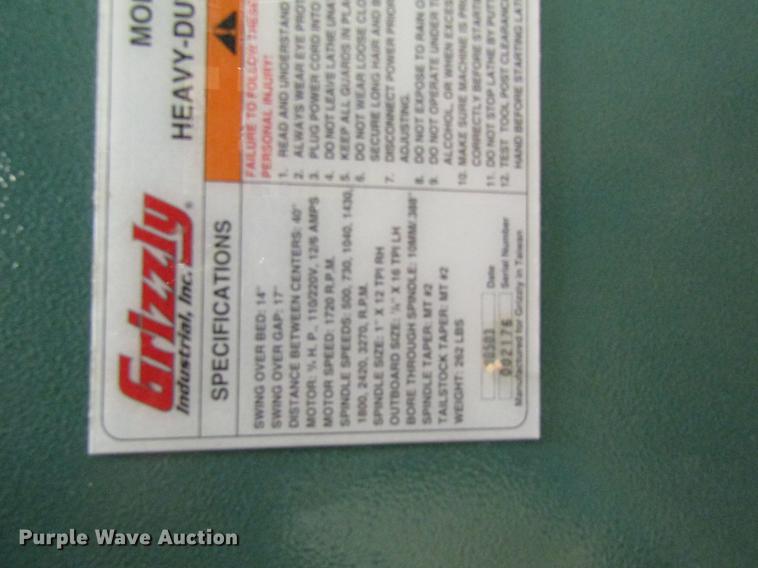 Grizzly®
Industrial, Inc.
MO
HEAVY-DU
SPECIFICATIONS
SWING OVER BED: 14"
SWING OVER GAP: 17"
DISTANCE BETWEEN CENTERS: 40"
MOTOR: ¾ H.P., 110/220V, 12/6 AMPS
MOTOR SPEED: 1720 R.P.M.
SPINDLE SPEEDS: 500, 730, 1040, 1430,
1800, 2420, 3270, R.P.M.
SPINDLE SIZE: 1" X 12 TPI RH
OUTBOARD SIZE: X 16 TPI LH
BORE THROUGH SPINDLE: 10MM/.388"
SPINDLE TAPER: MT #2
TAILSTOCK TAPER: MT #2
WEIGHT: 262 LBS
Date
002176 Serial Number
Manufactured for Grizzly in Taiwan
FAILURE TO FOLLOW THESE
PERSONAL INJURY!
1. READ AND UNDERSTAND
2. ALWAYS WEAR EYE PROT
3. PLUG POWER CORD INTO
4. DO NOT LEAVE LATHE UNA
5. KEEP ALL GUARDS IN PLA
6. DO NOT WEAR LOOSE CLO
SECURE LONG HAIR AND
7. DISCONNECT POWER PRIOR
ADJUSTING.
8. DO NOT EXPOSE TO RAIN O
9. DO NOT OPERATE UNDER T
ALCOHOL, OR WHEN EXCES
10. MAKE SURE MACHINE IS PRO
CORRECTLY BEFORE STARTIN
11. DO NOT STOP LATHE BY PUT
12. TEST TOOL POST CLEARANC
HAND BEFORE STARTING LAT
Purple Wave Auction